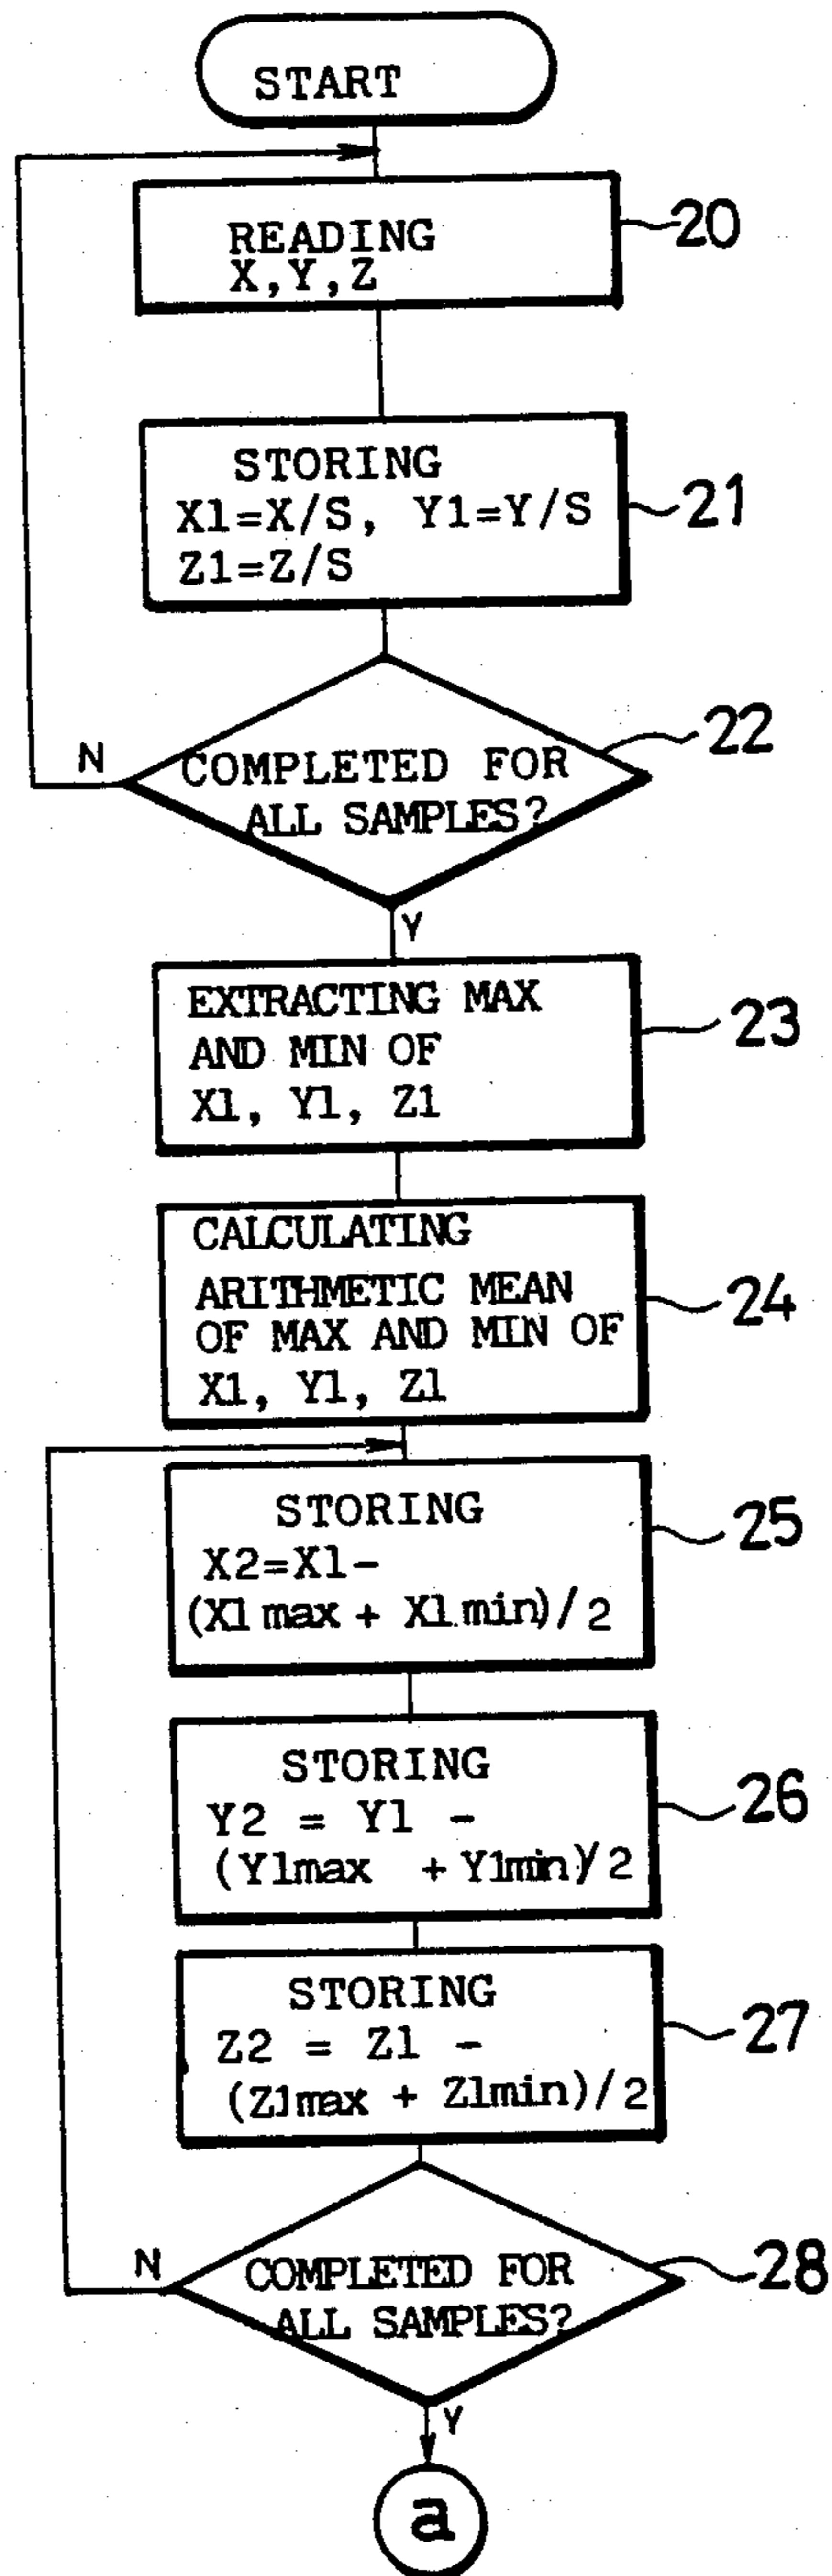 START
READING
X,Y,Z
20
STORING
X1=X/S, Y1=Y/S
Z1=Z/S
21
COMPLETED FOR
ALL SAMPLES?
22
N
Y
EXTRACTING MAX
AND MIN OF
X1, Y1, Z1
23
CALCULATING
ARITHMETIC MEAN
OF MAX AND MIN OF
X1, Y1, Z1
24
STORING
X2=X1-
(X1 max + X1 min)/2
25
STORING
Y2 = Y1 -
(Y1max + Y1min)/2
26
STORING
Z2 = Z1 -
(Z1max + Z1min)/2
27
COMPLETED FOR
ALL SAMPLES?
28
N
Y
a